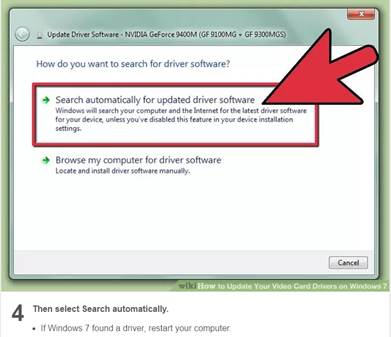 Update Driver Software - NVIDIA GeForce 9400M (GF 9100MG + GF 9300MGS)
How do you want to search for driver software?
Search automatically for updated driver software
Windows will search your computer and the Internet for the latest driver software
for your device, unless you've disabled this feature in your device installation
settings.
Browse my computer for driver software
Locate and install driver software manually.
Cancel
wikiHow to Update Your Video Card Drivers on Windows 7
4 Then select Search automatically.
If Windows 7 found a driver, restart your computer